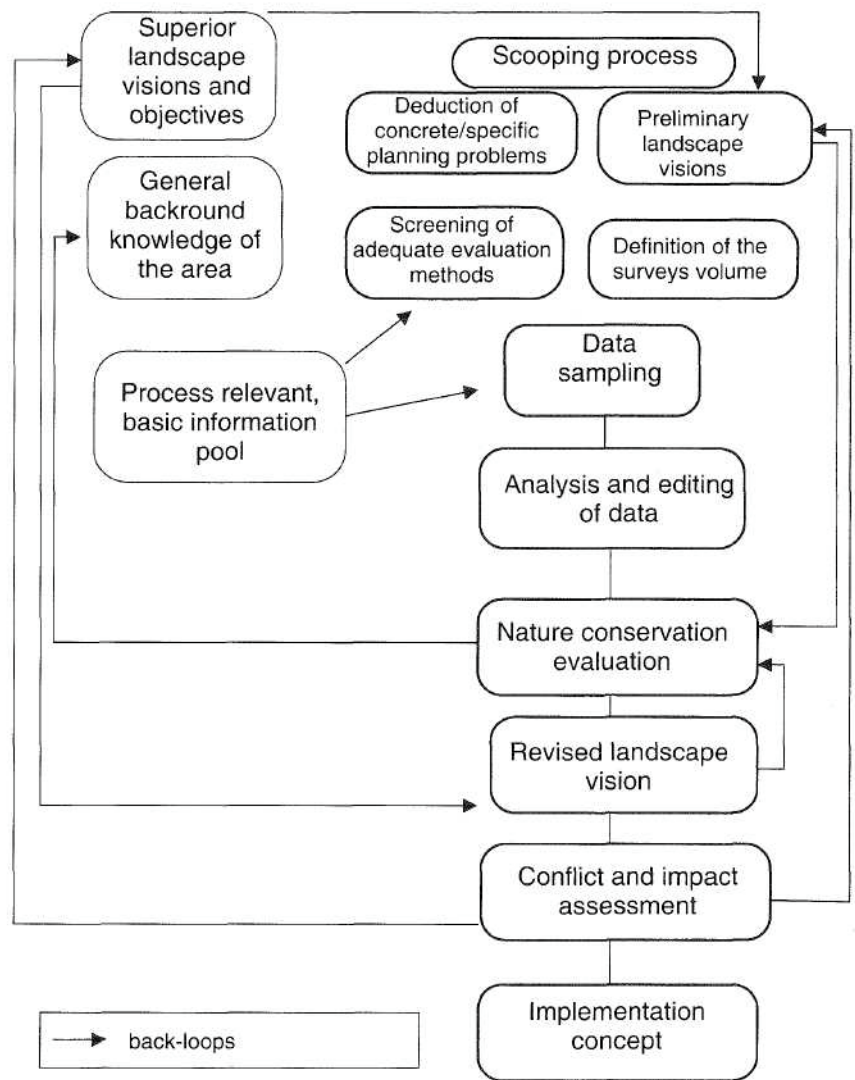 Superior
landscape
visions and
objectives
Scooping process
Deduction of
concrete/specific
planning problems
Preliminary
landscape
visions
General
backround
knowledge of
the area
Screening of
adequate evaluation
methods
Definition of the
surveys volume
Process relevant,
basic information
pool
Data
sampling
Analysis and editing
of data
Nature conservation
evaluation
Revised landscape
vision
Conflict and impact
assessment
Implementation
concept
back-loops